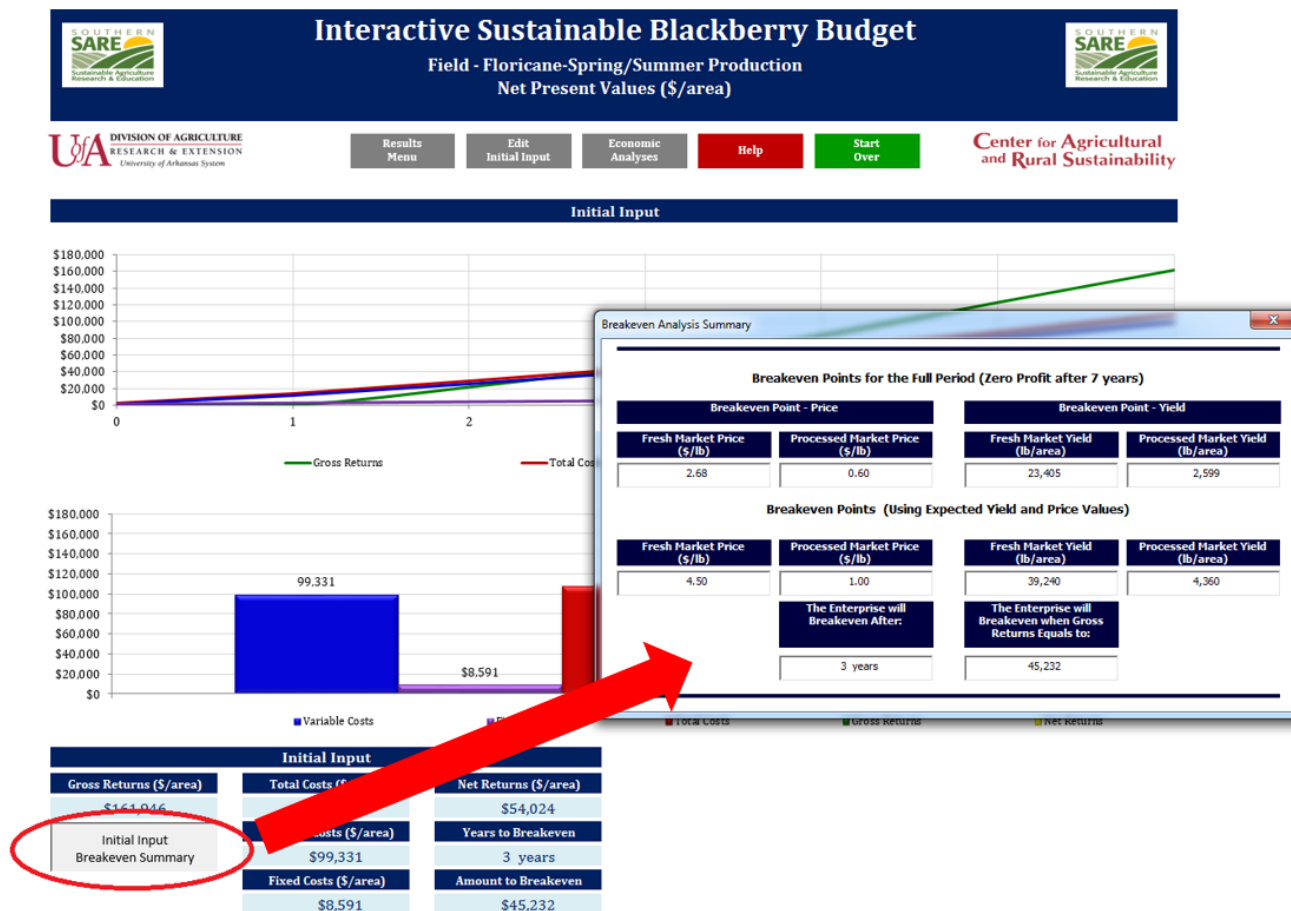 SOUTHERN
SARE
Sustainable Agriculture
Research & Education
Interactive Sustainable Blackberry Budget
Field - Floricane-Spring/Summer Production
Net Present Values ($/area)
SOUTHERN
SARE
Sustainable Agriculture
Research & Education
UofA
DIVISION OF AGRICULTURE
RESEARCH & EXTENSION
University of Arkansas System
Results
Menu
Edit
Initial Input
Economic
Analyses
Help
Start
Over
Center for Agricultural
and Rural Sustainability
Initial Input
$180,000
$160,000
$140,000
$120,000
$100,000
$80,000
$60,000
$40,000
$20,000
$0
0 1 2
Gross Returns
Total Cos
Breakeven Analysis Summary
x
Breakeven Points for the Full Period (Zero Profit after 7 years)
Breakeven Point - Price
Breakeven Point - Yield
Fresh Market Price
($/lb)
Processed Market Price
($/lb)
Fresh Market Yield
(lb/area)
Processed Market Yield
(lb/area)
2.68 0.60 23,405 2,599
Breakeven Points (Using Expected Yield and Price Values)
Fresh Market Price
($/lb)
Processed Market Price
($/lb)
Fresh Market Yield
(lb/area)
Processed Market Yield
(lb/area)
4.50 1.00 39,240 4,360
The Enterprise will
Breakeven After:
The Enterprise will
Breakeven when Gross
Returns Equals to:
3 years 45,232
$180,000
$160,000
$140,000
$120,000
$100,000
$80,000
$60,000
$40,000
$20,000
$0
99,331
$8,591
Variable Costs
Total Costs
Gross Returns
Net Returns
Initial Input
Gross Returns ($/area)
Total Costs ($
Net Returns ($/area)
$161,946
$54,024
Initial Input
Breakeven Summary
Costs ($/area)
Years to Breakeven
$99,331
3 years
Fixed Costs ($/area)
Amount to Breakeven
$8,591
$45,232